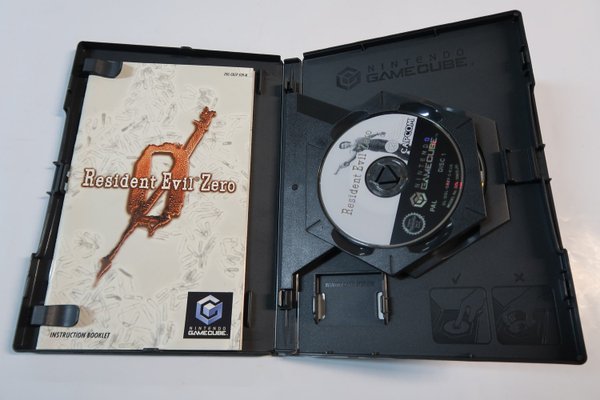 Resident Evil Zero
INSTRUCTION BOOKLET
NINTENDO
GAMECUBE
NINTENDO
GAMECUBE
Resident Evil Zero
CAPCOM
DISC 1
NINTENDO
GAMECUBE
PAL